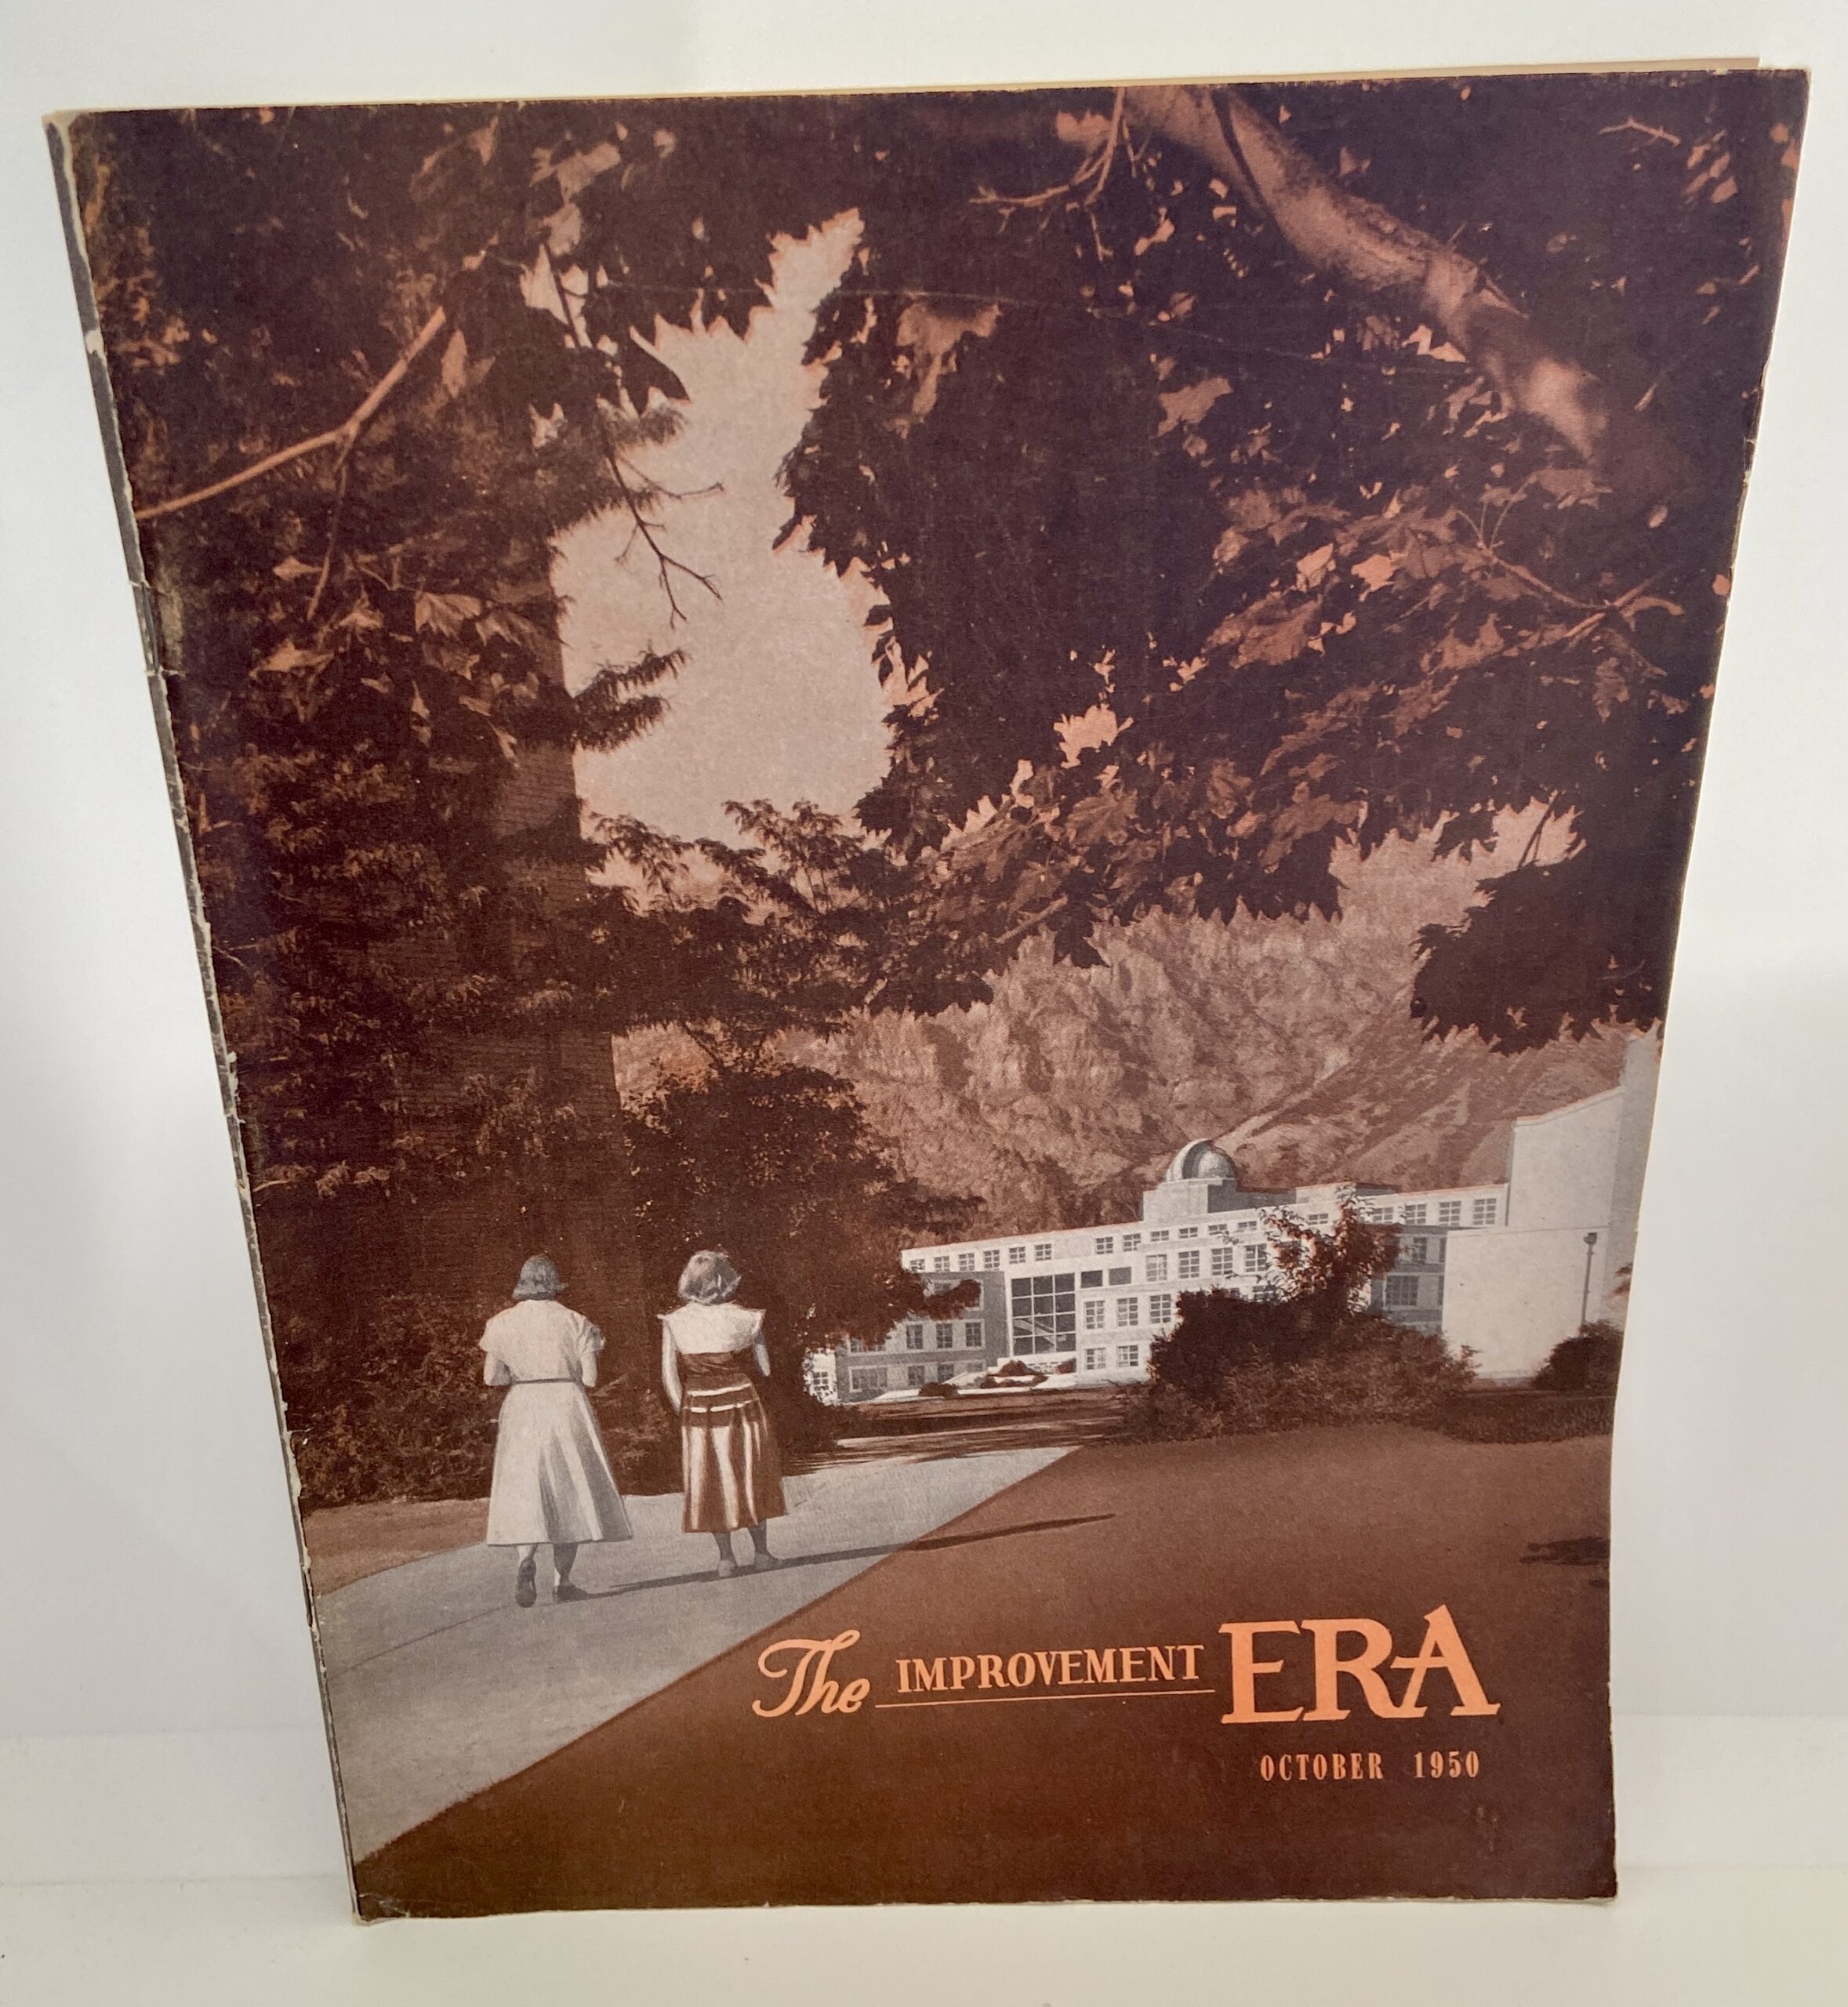 The IMPROVEMENT ERA
OCTOBER 1950